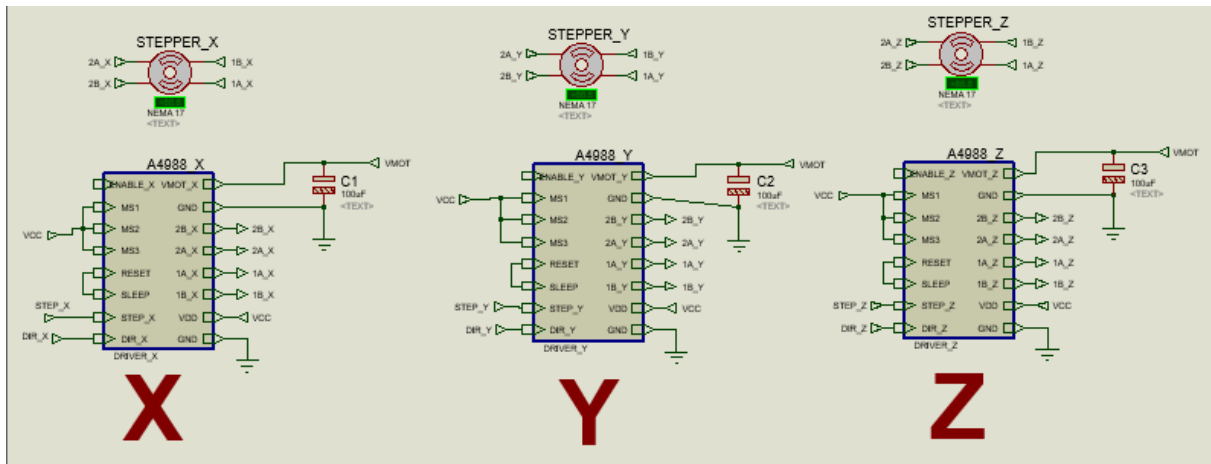 STEPPER_X
2A_X 1B_X
2B_X 1A_X
NEMA 17
<TEXT>
A4988_X
ENABLE_X VMOT_X VMOT
MS1 GND C1
100uF
<TEXT>
VCC MS2 2B_X 2B_X
MS3 2A_X 2A_X
RESET 1A_X 1A_X
SLEEP 1B_X 1B_X
STEP_X STEP_X VDD VCC
DIR_X DIR_X GND
DRIVER_X
X
STEPPER_Y
2A_Y 1B_Y
2B_Y 1A_Y
NEMA 17
<TEXT>
A4988_Y
ENABLE_Y VMOT_Y VMOT
VCC MS1 GND C2
100uF
<TEXT>
MS2 2B_Y 2B_Y
MS3 2A_Y 2A_Y
RESET 1A_Y 1A_Y
SLEEP 1B_Y 1B_Y
STEP_Y STEP_Y VDD VCC
DIR_Y DIR_Y GND
DRIVER_Y
Y
STEPPER_Z
2A_Z 1B_Z
2B_Z 1A_Z
NEMA 17
<TEXT>
A4988_Z
ENABLE_Z VMOT_Z VMOT
VCC MS1 GND C3
100uF
<TEXT>
MS2 2B_Z 2B_Z
MS3 2A_Z 2A_Z
RESET 1A_Z 1A_Z
SLEEP 1B_Z 1B_Z
STEP_Z STEP_Z VDD VCC
DIR_Z DIR_Z GND
DRIVER_Z
Z